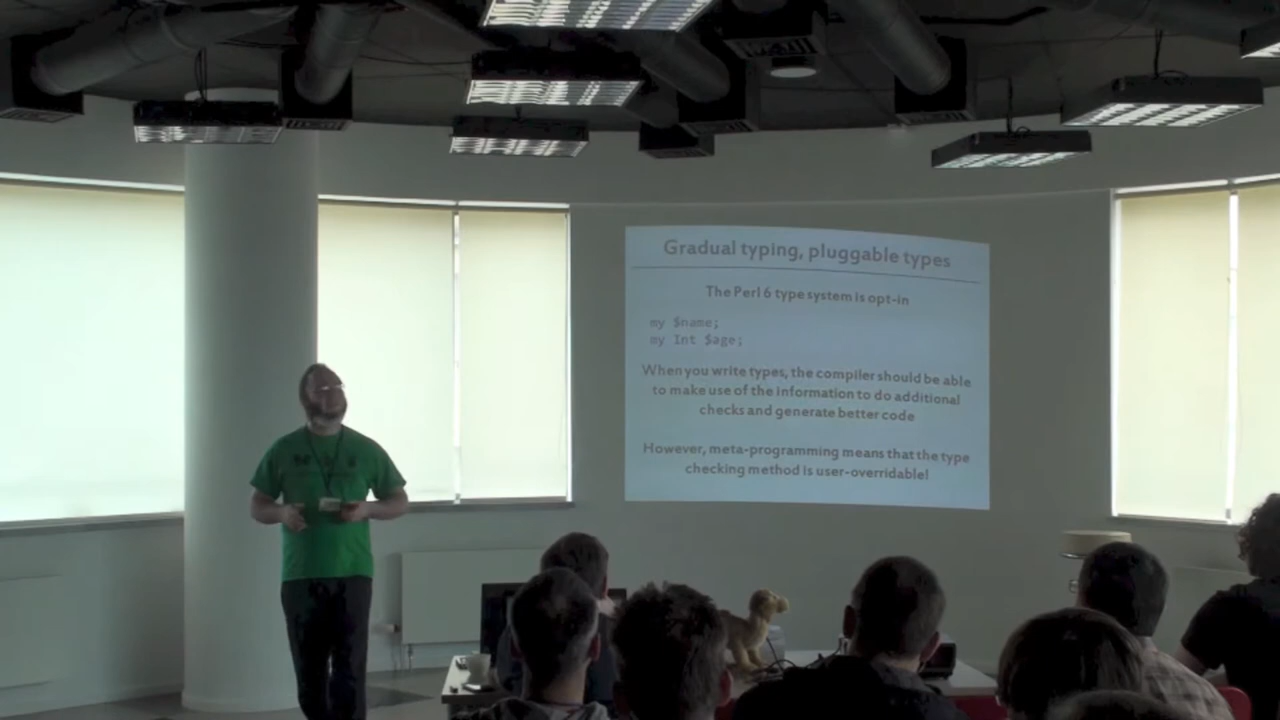 Gradual typing, pluggable types
The Perl 6 type system is opt-in
my $name;
my Int $age;
When you write types, the compiler should be able
to make use of the information to do additional
checks and generate better code
However, meta-programming means that the type
checking method is user-overridable!